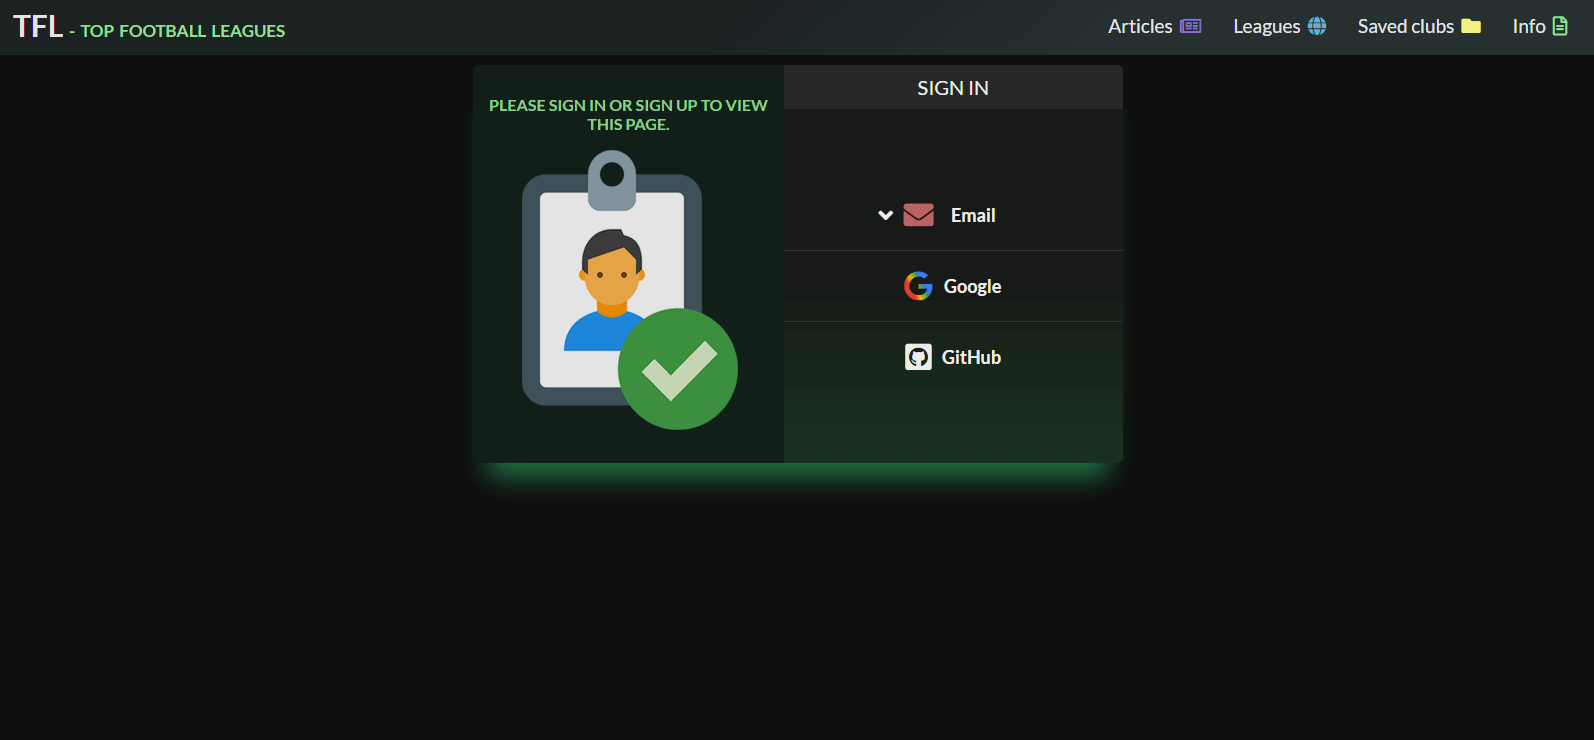 TFL - TOP FOOTBALL LEAGUES
Articles
Leagues
Saved clubs
Info
PLEASE SIGN IN OR SIGN UP TO VIEW
THIS PAGE.
SIGN IN
Email
Google
GitHub